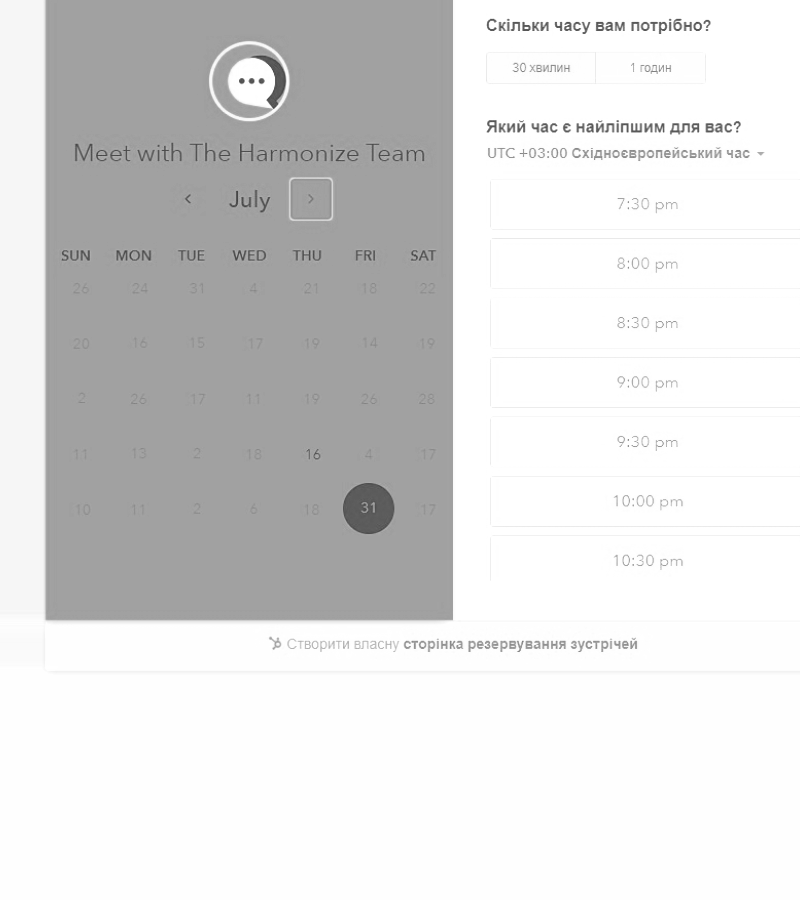 Meet with The Harmonize Team
July
SUN MON TUE WED THU FRI SAT
26 24 31 4 21 18 22
20 16 15 17 19 14 19
2 26 17 11 19 26 28
11 13 2 18 16 4 17
10 11 2 6 18 31 17
Скільки часу вам потрібно?
30 хвилин 1 годин
Який час є найліпшим для вас?
UTC +03:00 Східноєвропейський час
7:30 pm
8:00 pm
8:30 pm
9:00 pm
9:30 pm
10:00 pm
10:30 pm
Створити власну сторінка резервування зустрічей